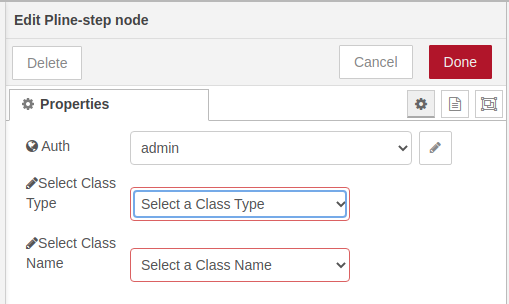 Edit Pline-step node
Delete
Cancel
Done
Properties
Auth
admin
Select Class
Type
Select a Class Type
Select Class
Name
Select a Class Name